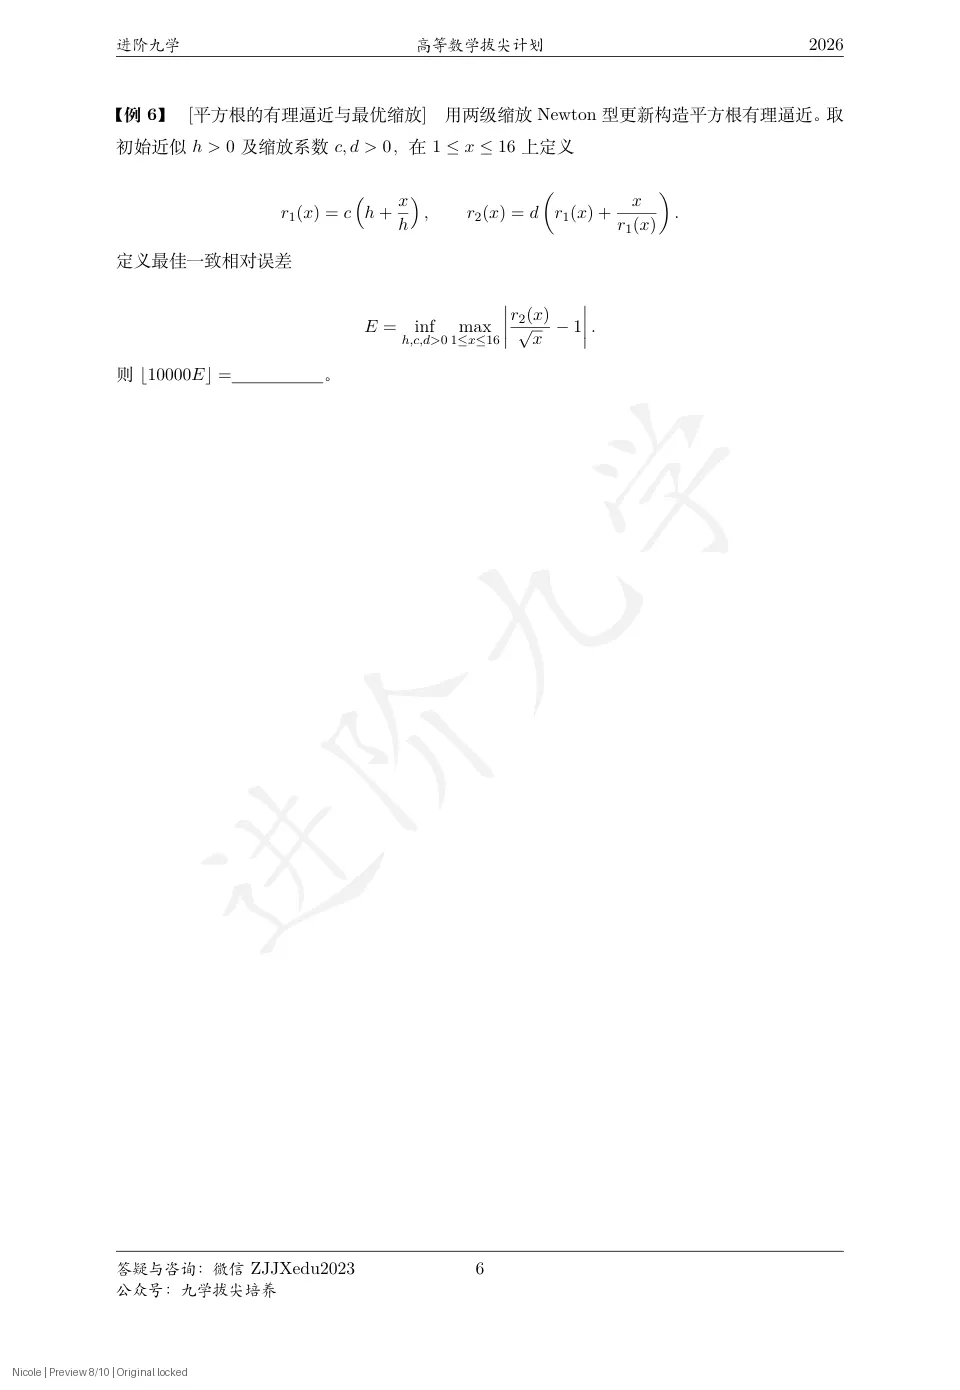 进阶九学 高等数学拔尖计划 2026
【例 6】 [平方根的有理逼近与最优缩放] 用两级缩放 Newton 型更新构造平方根有理逼近。取
初始近似 h > 0 及缩放系数 c, d > 0，在 1 ≤ x ≤ 16 上定义
r₁(x) = c (h + x/h), r₂(x) = d (r₁(x) + x/r₁(x)).
定义最佳一致相对误差
E = inf_{h,c,d>0} max_{1≤x≤16} |r₂(x)/√x − 1|.
则 ⌊10000E⌋ =__________。
进阶九学
答疑与咨询：微信 ZJJXedu2023 6
公众号：九学拔尖培养
Nicole | Preview 8/10 | Original locked